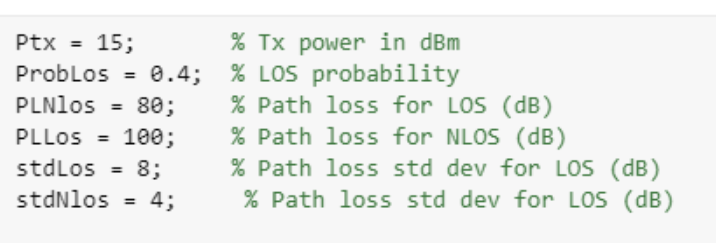 Ptx = 15; % Tx power in dBm
ProbLos = 0.4; % LOS probability
PLNlos = 80; % Path loss for LOS (dB)
PLLos = 100; % Path loss for NLOS (dB)
stdLos = 8; % Path loss std dev for LOS (dB)
stdNlos = 4; % Path loss std dev for LOS (dB)